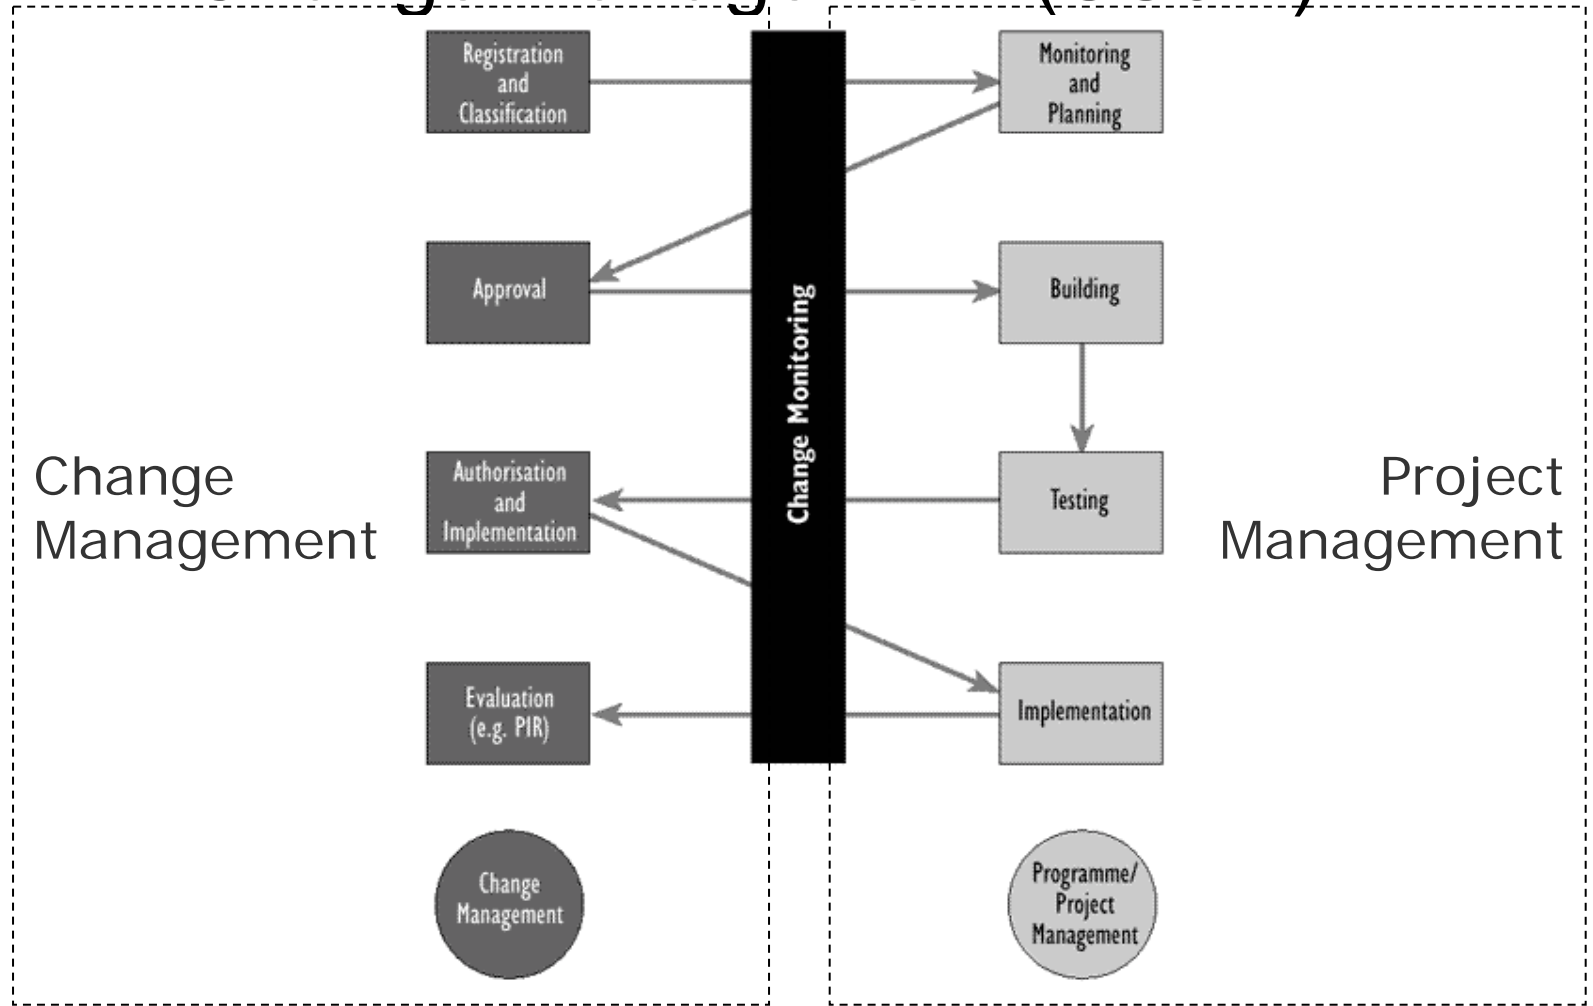 Registration
and
Classification
Monitoring
and
Planning
Approval
Building
Change Monitoring
Change
Management
Authorisation
and
Implementation
Testing
Project
Management
Evaluation
(e.g. PIR)
Implementation
Change
Management
Programme/
Project
Management